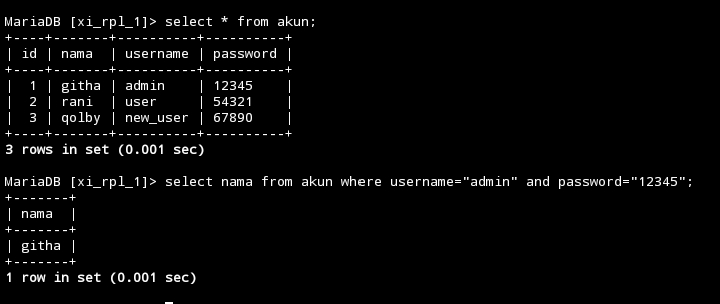 MariaDB [xi_rpl_1]> select * from akun;
+----+-------+----------+----------+
| id | nama  | username | password |
+----+-------+----------+----------+
|  1 | githa | admin    | 12345    |
|  2 | rani  | user     | 54321    |
|  3 | qolby | new_user | 67890    |
+----+-------+----------+----------+
3 rows in set (0.001 sec)
MariaDB [xi_rpl_1]> select nama from akun where username="admin" and password="12345";
+-------+
| nama  |
+-------+
| githa |
+-------+
1 row in set (0.001 sec)